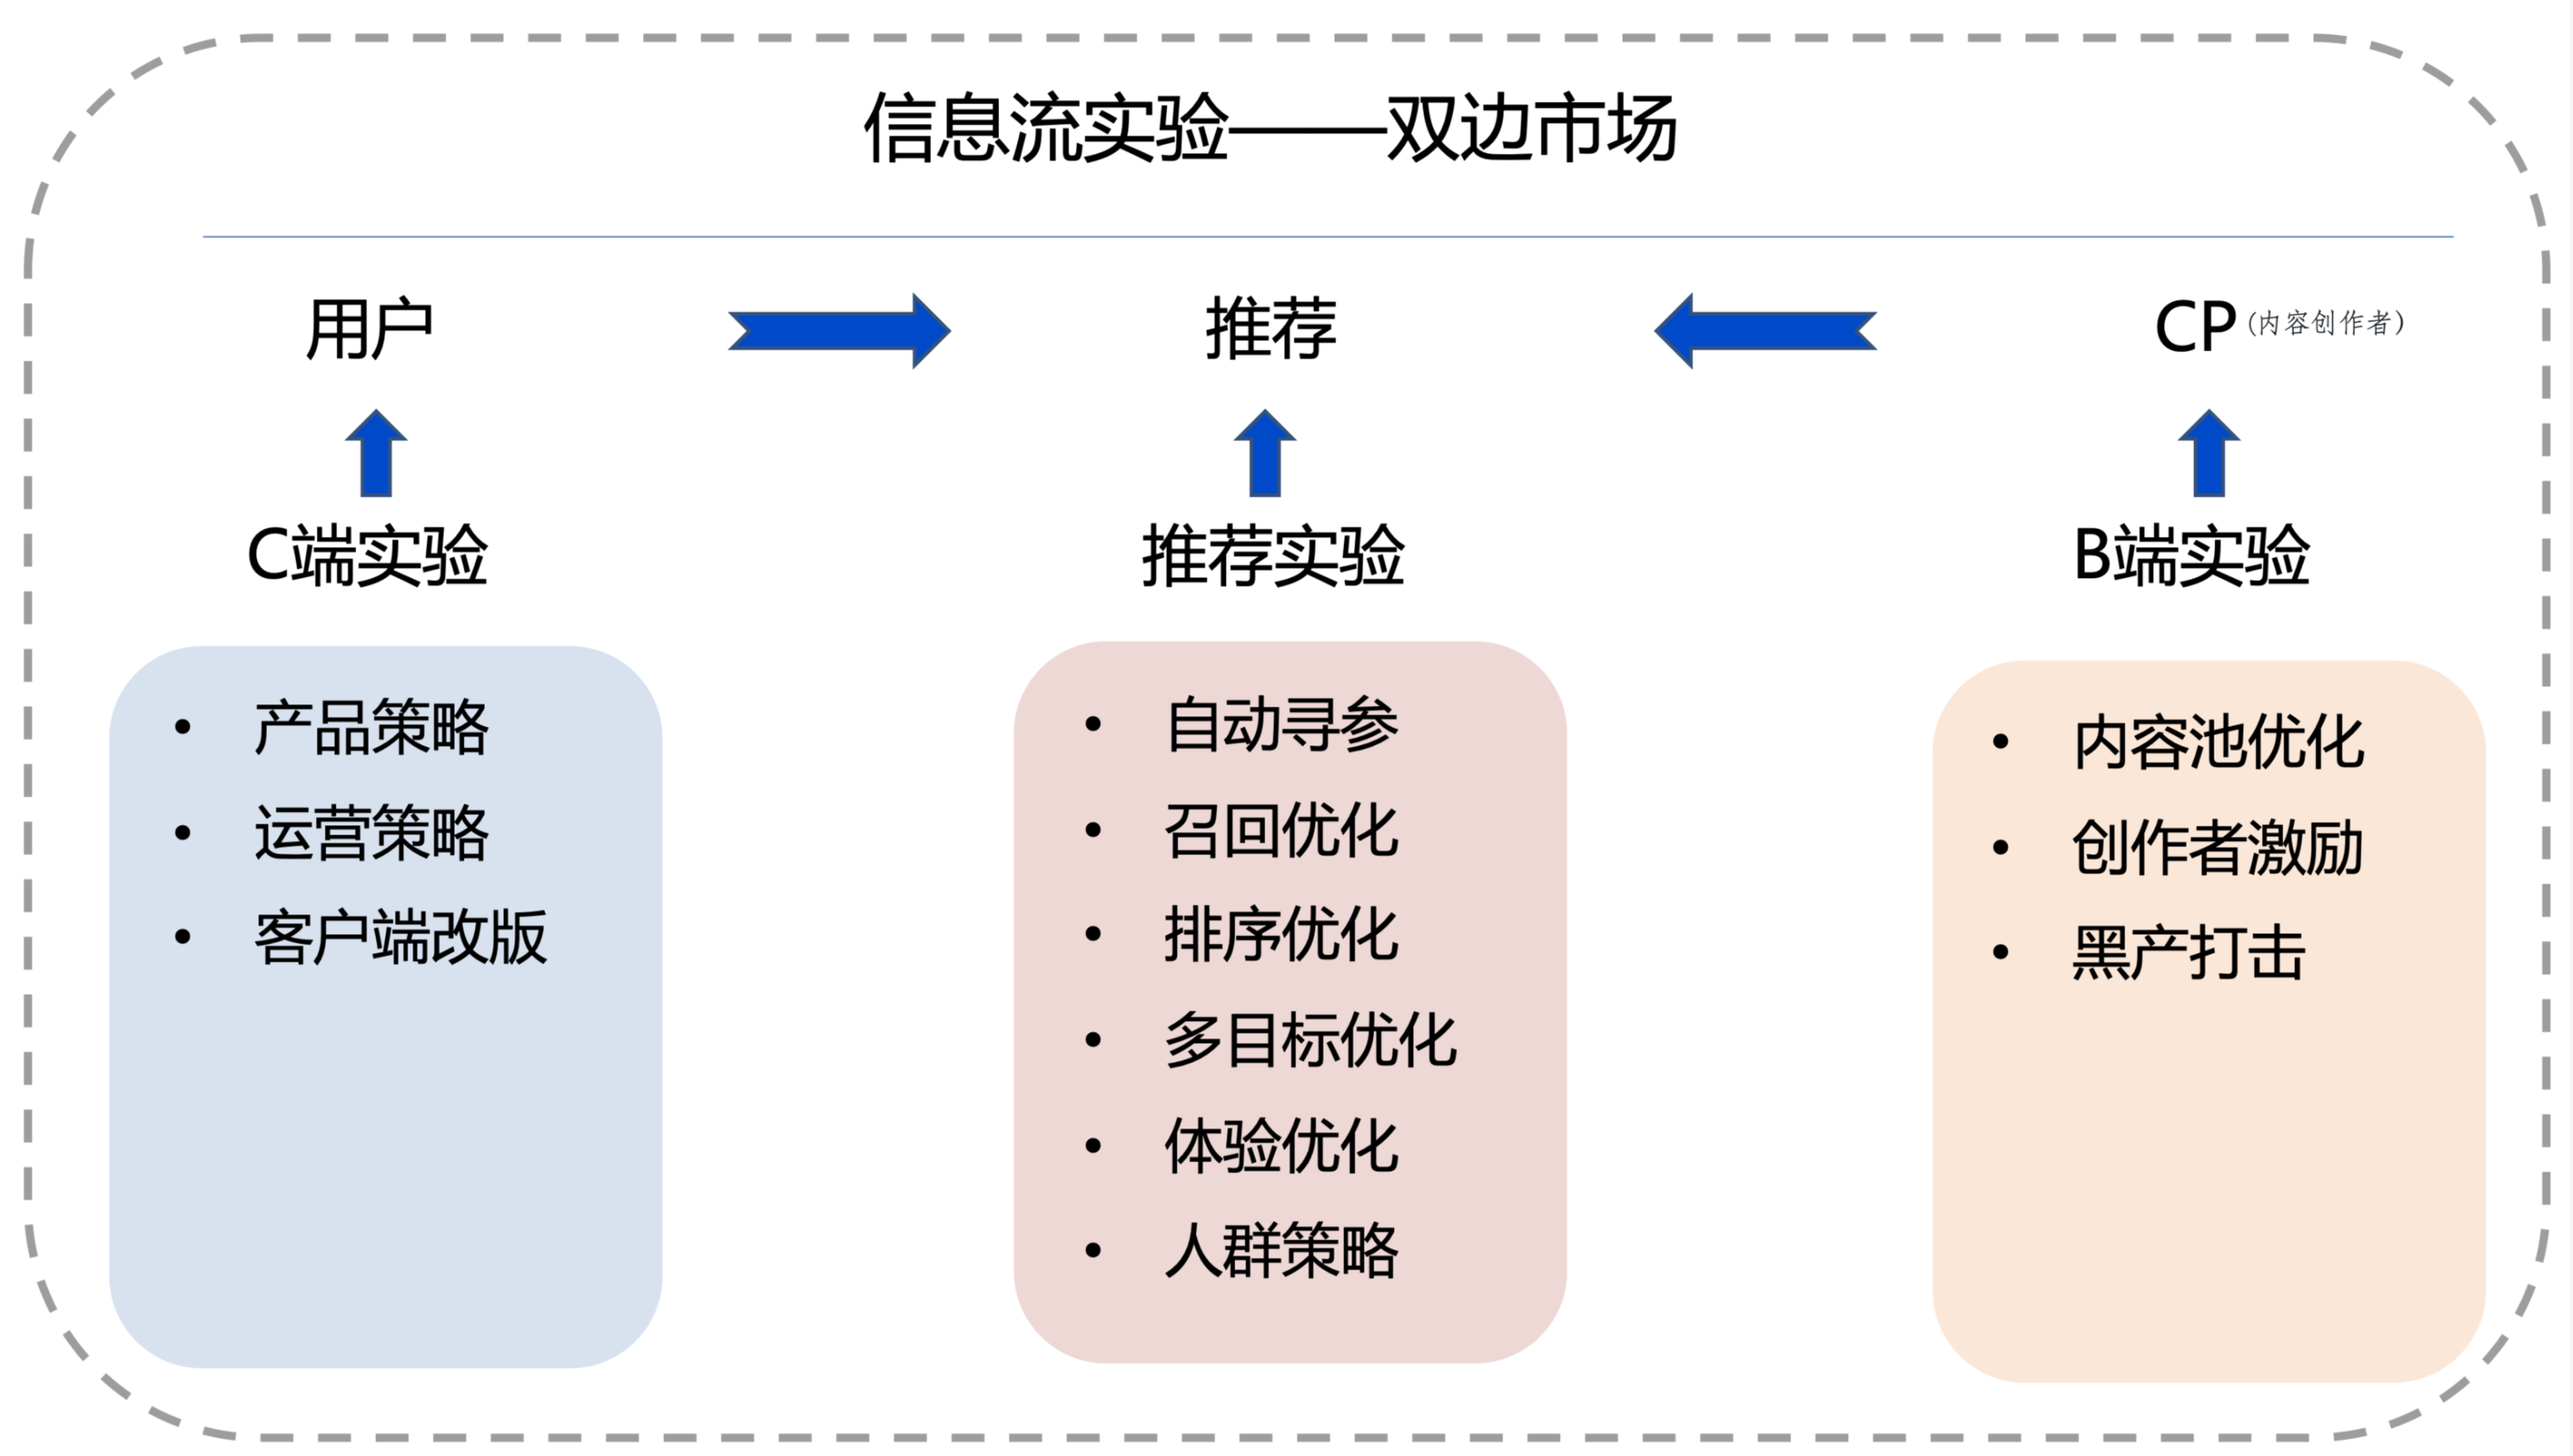 信息流实验——双边市场
用户
推荐
CP(内容创作者)
C端实验
推荐实验
B端实验
• 产品策略
• 运营策略
• 客户端改版
• 自动寻参
• 召回优化
• 排序优化
• 多目标优化
• 体验优化
• 人群策略
• 内容池优化
• 创作者激励
• 黑产打击